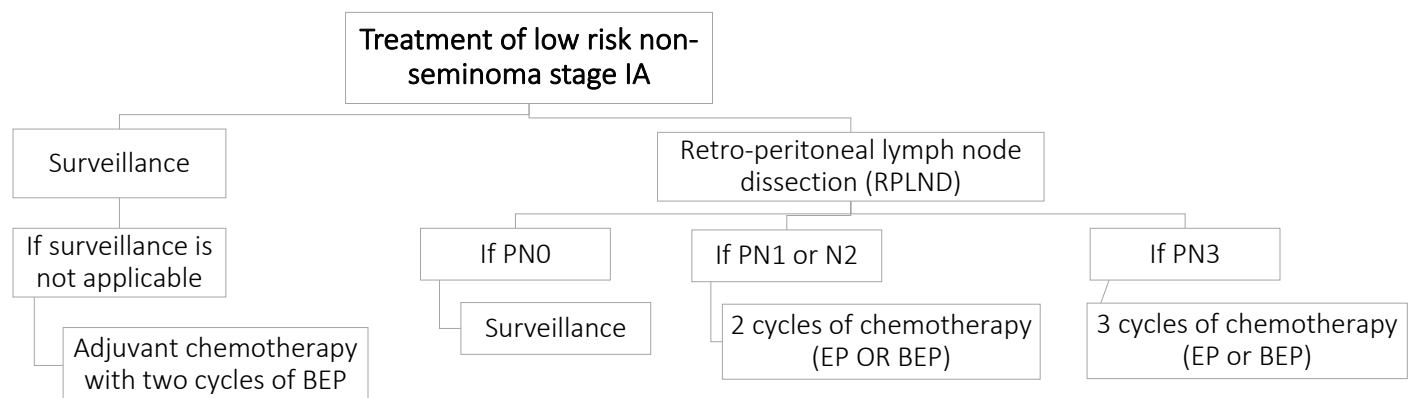 Treatment of low risk non-
seminoma stage IA
Surveillance
Retro-peritoneal lymph node
dissection (RPLND)
If surveillance is
not applicable
If PN0
If PN1 or N2
If PN3
Adjuvant chemotherapy
with two cycles of BEP
Surveillance
2 cycles of chemotherapy
(EP OR BEP)
3 cycles of chemotherapy
(EP or BEP)